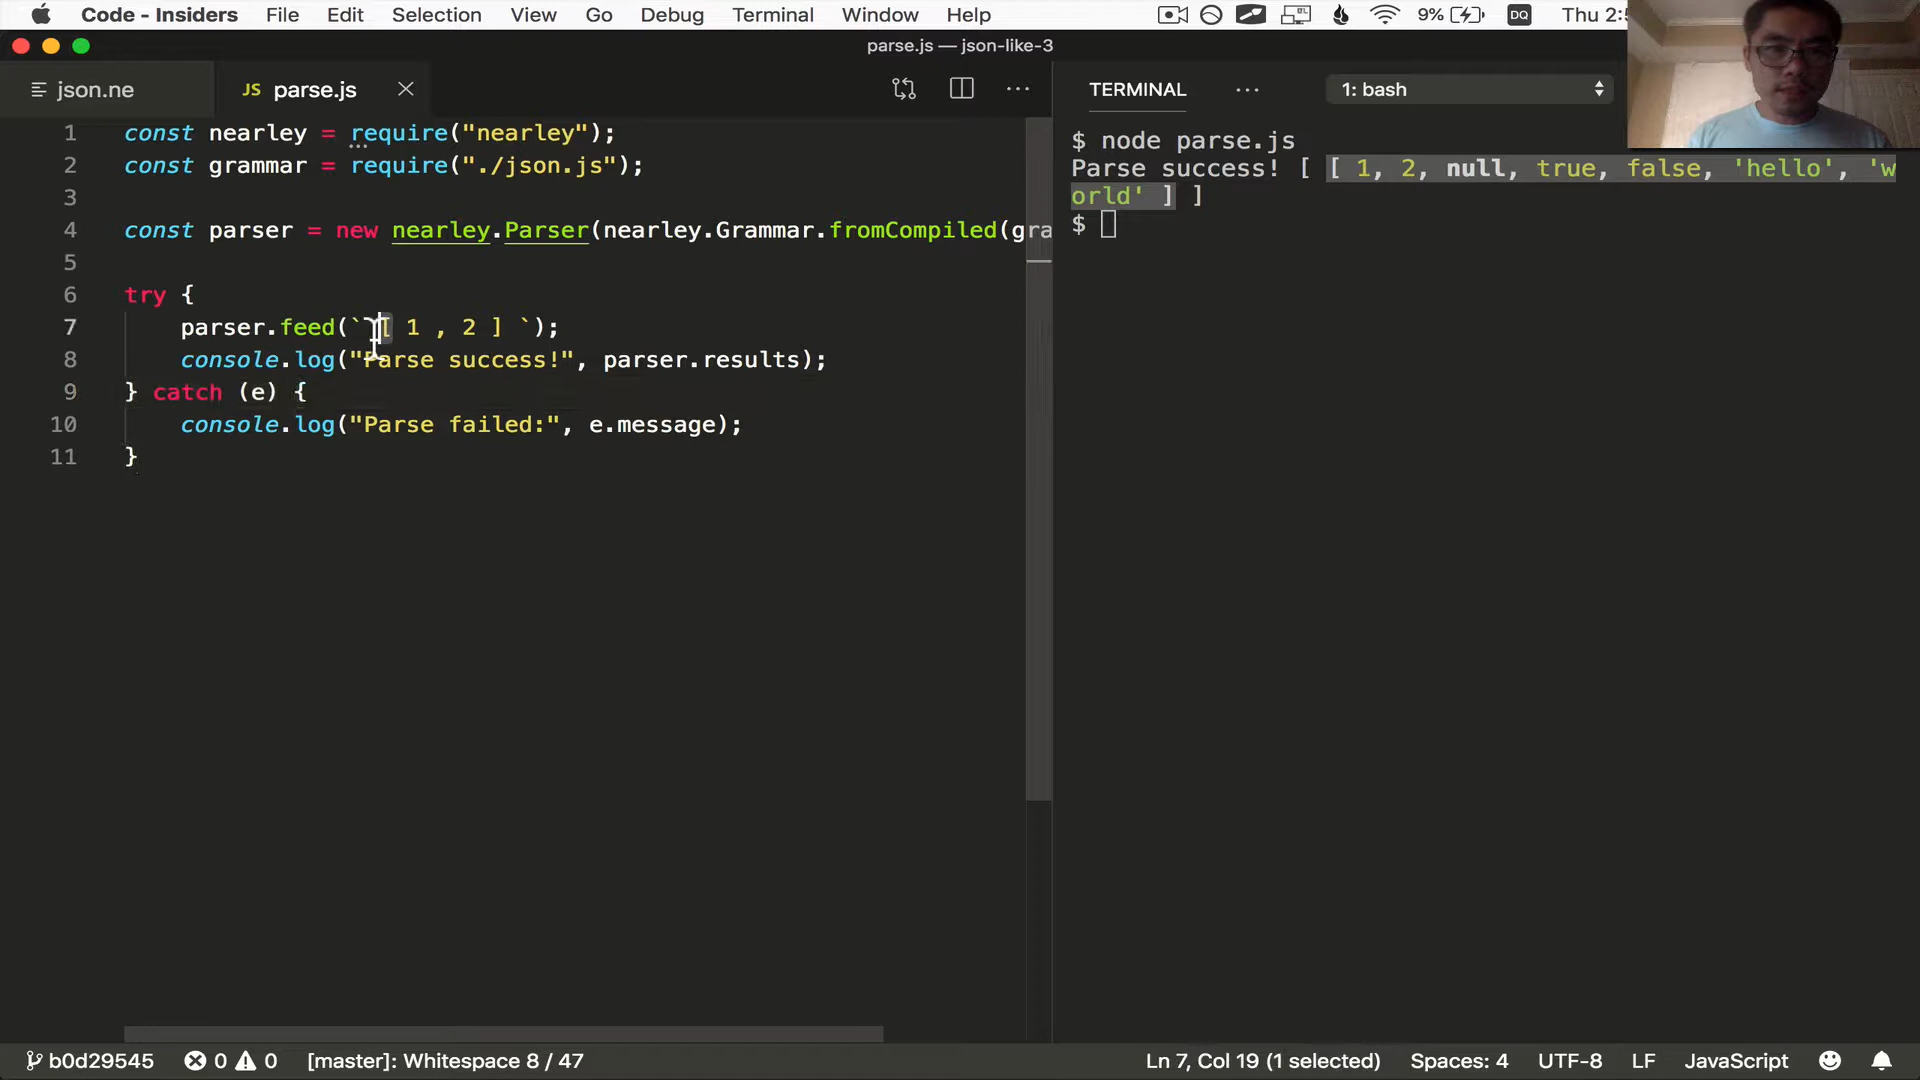 Code - Insiders File Edit Selection View Go Debug Terminal Window Help 9% DQ Thu 2:5
parse.js — json-like-3
json.ne JS parse.js TERMINAL 1: bash
1 const nearley = require("nearley");
2 const grammar = require("./json.js");
3
4 const parser = new nearley.Parser(nearley.Grammar.fromCompiled(gra
5
6 try {
7 parser.feed(` [ 1 , 2 ] `);
8 console.log("Parse success!", parser.results);
9 } catch (e) {
10 console.log("Parse failed:", e.message);
11 }
$ node parse.js
Parse success! [ [ 1, 2, null, true, false, 'hello', 'w
orld' ] ]
$
b0d29545 0 0 [master]: Whitespace 8 / 47 Ln 7, Col 19 (1 selected) Spaces: 4 UTF-8 LF JavaScript